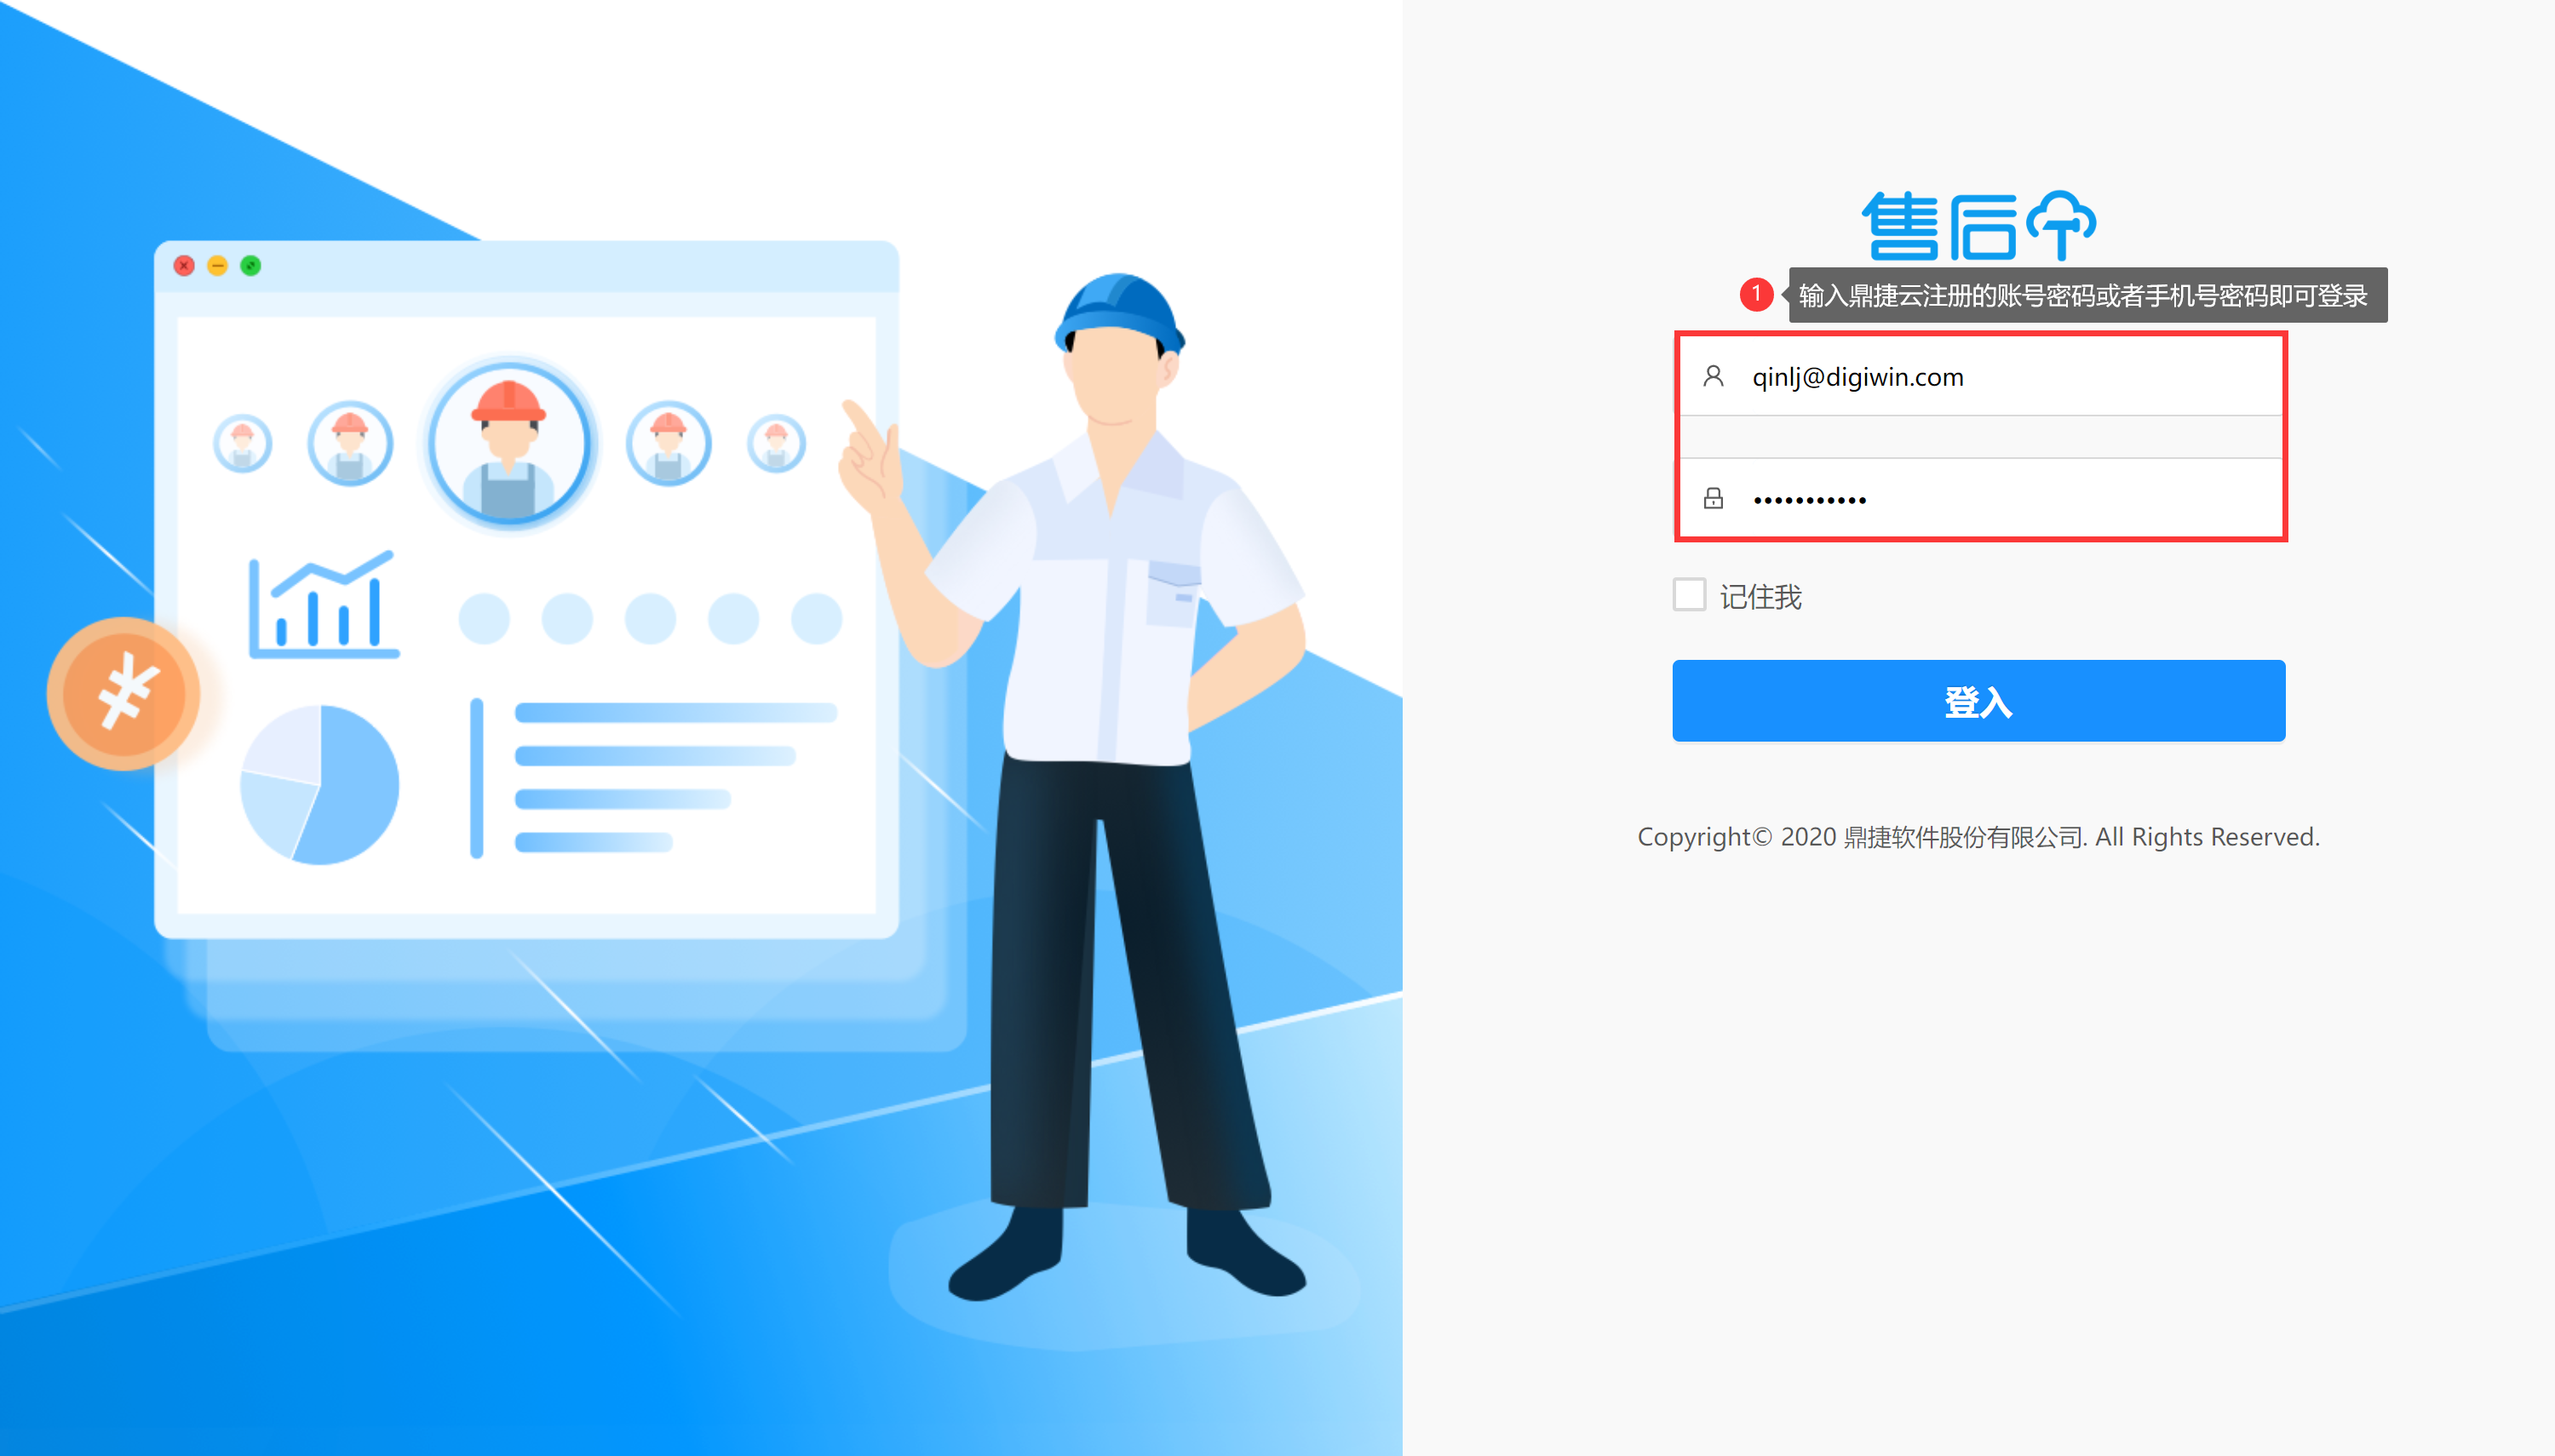 售后云
1 输入鼎捷云注册的账号密码或者手机号密码即可登录
qinlj@digiwin.com
•••••••••••
记住我
登入
Copyright© 2020 鼎捷软件股份有限公司. All Rights Reserved.
¥